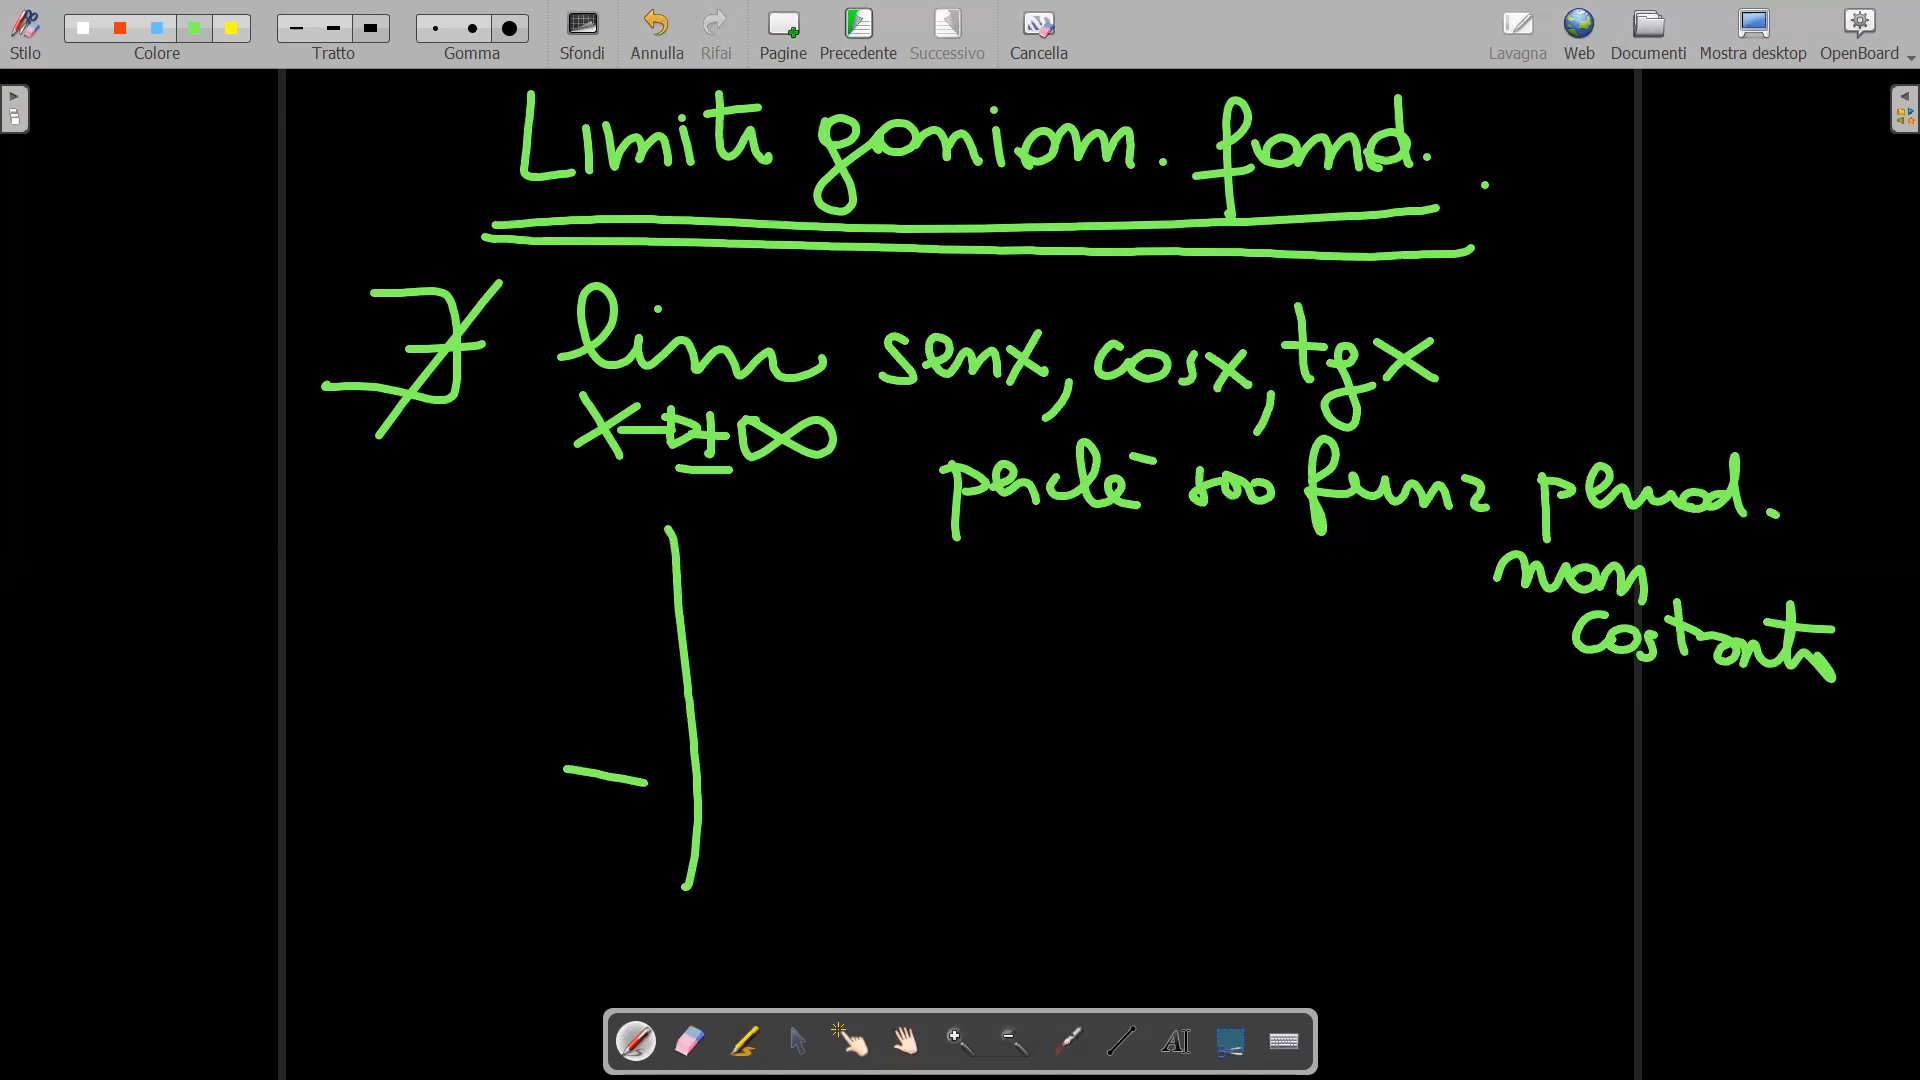 Stilo Colore Tratto Gomma Sfondi Annulla Rifai Pagine Precedente Successivo Cancella Lavagna Web Documenti Mostra desktop OpenBoard
Limiti goniom. fond.
∄ lim senx, cosx, tgx
x→±∞
perché sono funz period.
non
costanti